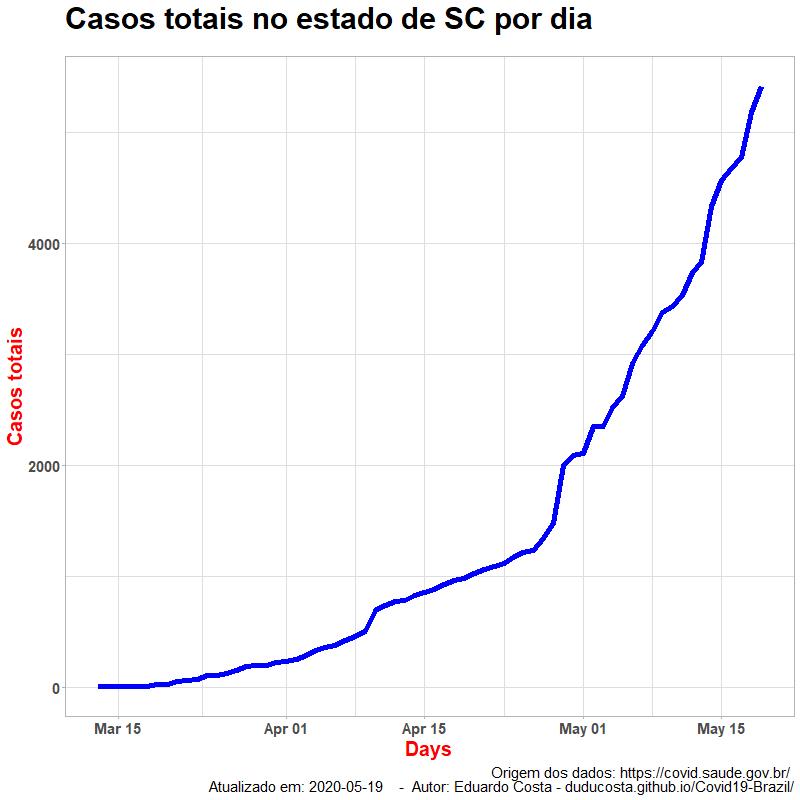 Casos totais no estado de SC por dia
Casos totais
4000
2000
0
Mar 15 Apr 01 Apr 15 May 01 May 15
Days
Origem dos dados: https://covid.saude.gov.br/
Atualizado em: 2020-05-19 - Autor: Eduardo Costa - duducosta.github.io/Covid19-Brazil/